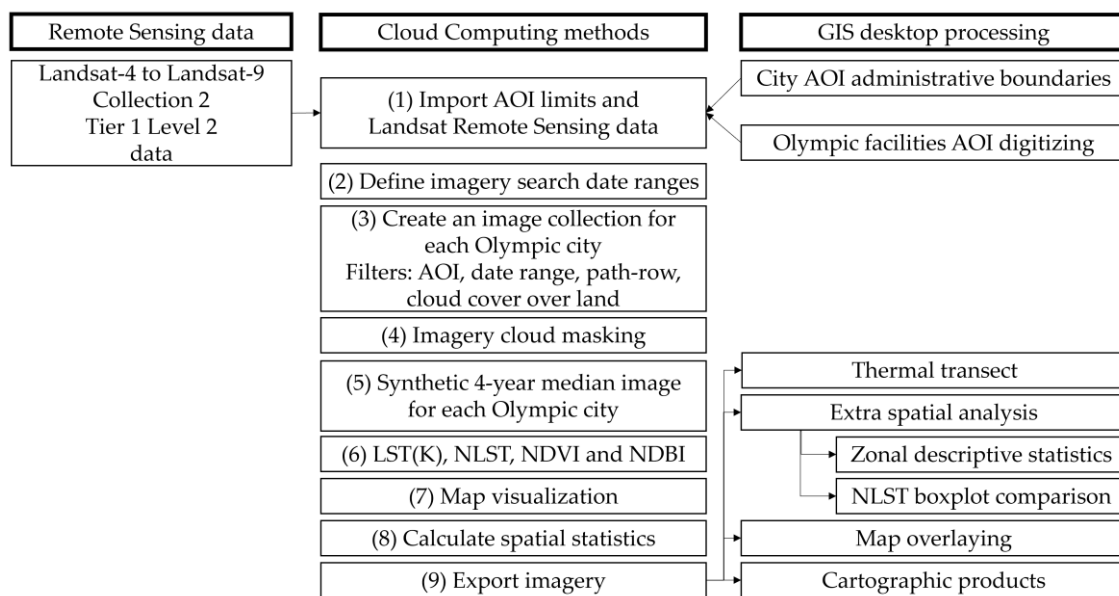 Remote Sensing data
Landsat-4 to Landsat-9
Collection 2
Tier 1 Level 2
data
Cloud Computing methods
(1) Import AOI limits and
Landsat Remote Sensing data
(2) Define imagery search date ranges
(3) Create an image collection for
each Olympic city
Filters: AOI, date range, path-row,
cloud cover over land
(4) Imagery cloud masking
(5) Synthetic 4-year median image
for each Olympic city
(6) LST(K), NLST, NDVI and NDBI
(7) Map visualization
(8) Calculate spatial statistics
(9) Export imagery
GIS desktop processing
City AOI administrative boundaries
Olympic facilities AOI digitizing
Thermal transect
Extra spatial analysis
Zonal descriptive statistics
NLST boxplot comparison
Map overlaying
Cartographic products